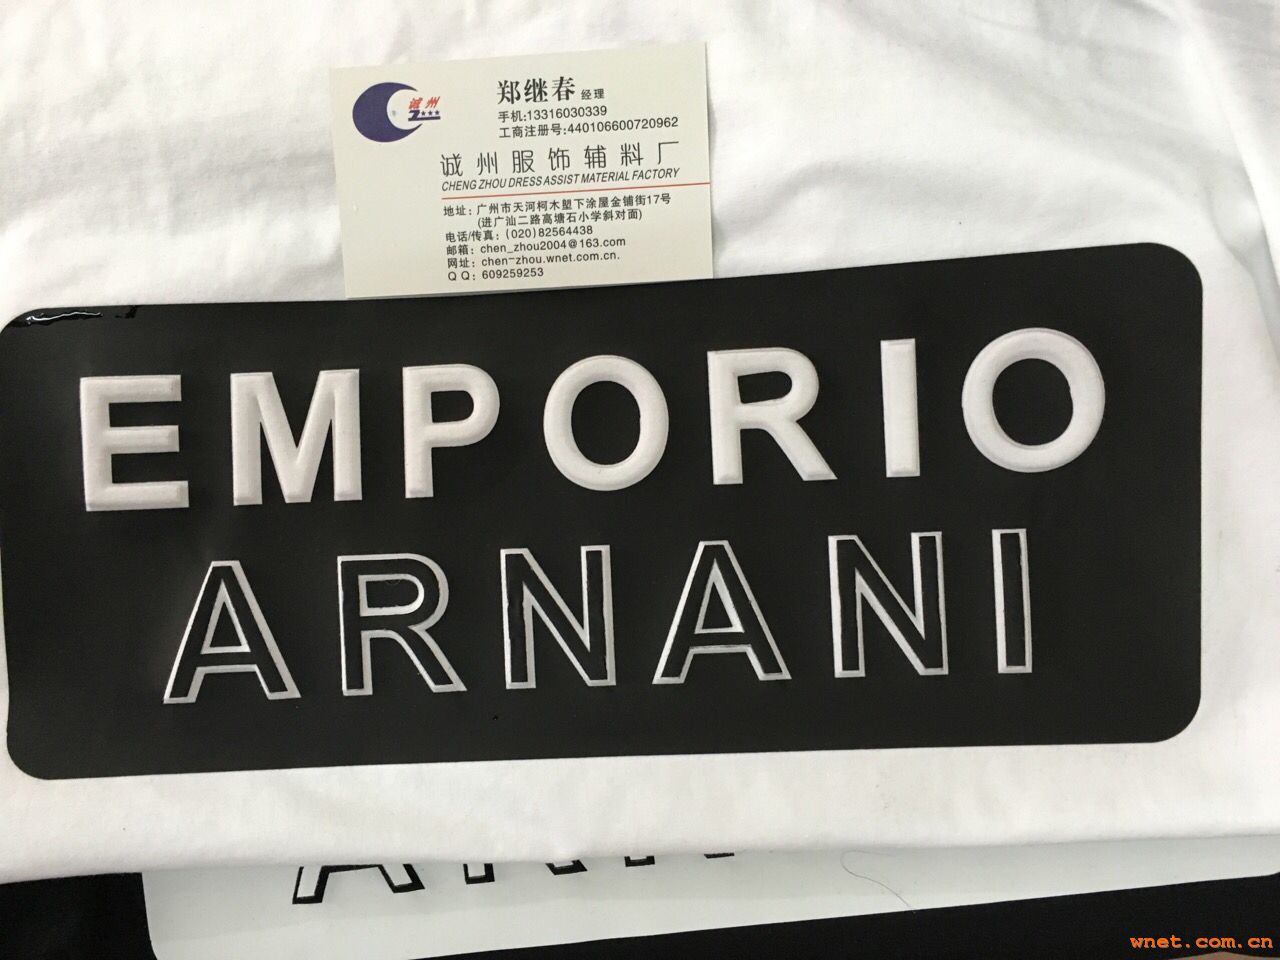 诚州
郑继春 经理
手机:13316030339
工商注册号:440106600720962
诚州服饰辅料厂
CHENG ZHOU DRESS ASSIST MATERIAL FACTORY
地址: 广州市天河柯木塱下涂屋金铺街17号
(进广汕二路高塘石小学斜对面)
电话/传真: (020)82564438
邮箱: chen_zhou2004@163.com
网址: chen-zhou.wnet.com.cn.
QQ: 609259253
EMPORIO
ARNANI
wnet.com.cn